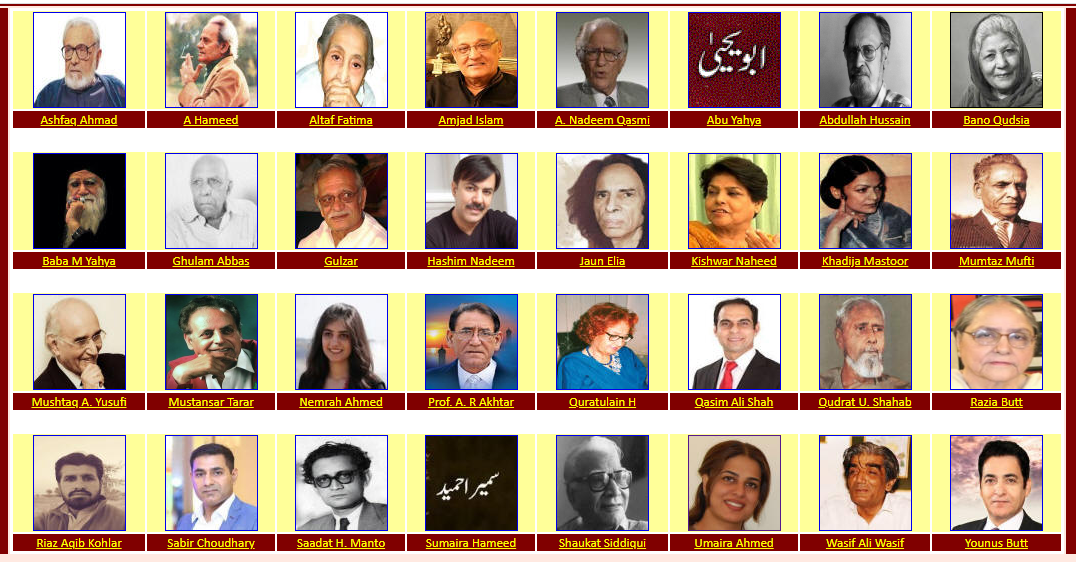 ابو یحییٰ
Ashfaq Ahmad
A Hameed
Altaf Fatima
Amjad Islam
A. Nadeem Qasmi
Abu Yahya
Abdullah Hussain
Bano Qudsia
Baba M Yahya
Ghulam Abbas
Gulzar
Hashim Nadeem
Jaun Elia
Kishwar Naheed
Khadija Mastoor
Mumtaz Mufti
Mushtaq A. Yusufi
Mustansar Tarar
Nemrah Ahmed
Prof. A. R Akhtar
Quratulain H
Qasim Ali Shah
Qudrat U. Shahab
Razia Butt
سمیرا حمید
Riaz Aqib Kohlar
Sabir Choudhary
Saadat H. Manto
Sumaira Hameed
Shaukat Siddiqui
Umaira Ahmed
Wasif Ali Wasif
Younus Butt